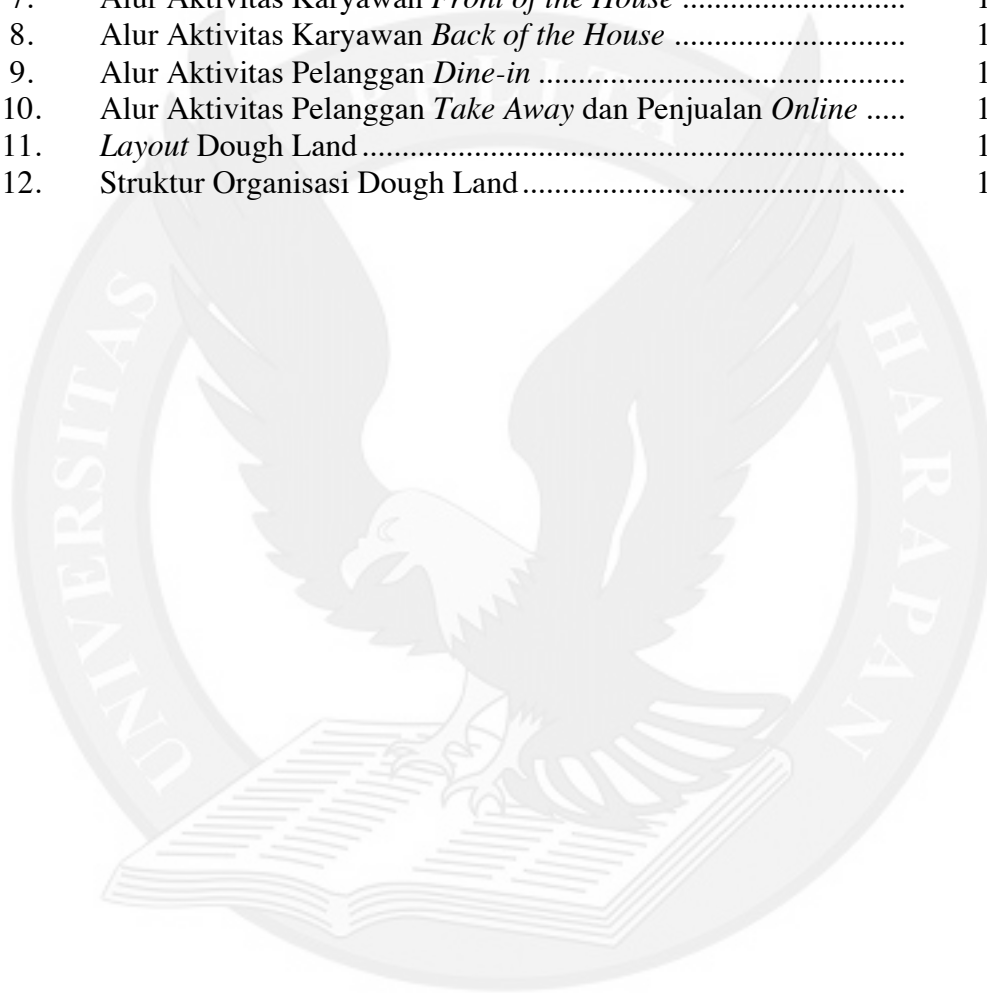 7. Alur Aktivitas Karyawan Front of the House ............................ 1
8. Alur Aktivitas Karyawan Back of the House ............................. 1
9. Alur Aktivitas Pelanggan Dine-in .............................................. 1
10. Alur Aktivitas Pelanggan Take Away dan Penjualan Online ..... 1
11. Layout Dough Land .................................................................... 1
12. Struktur Organisasi Dough Land ................................................ 1
UNIVERSITAS
PELITA
HARAPAN